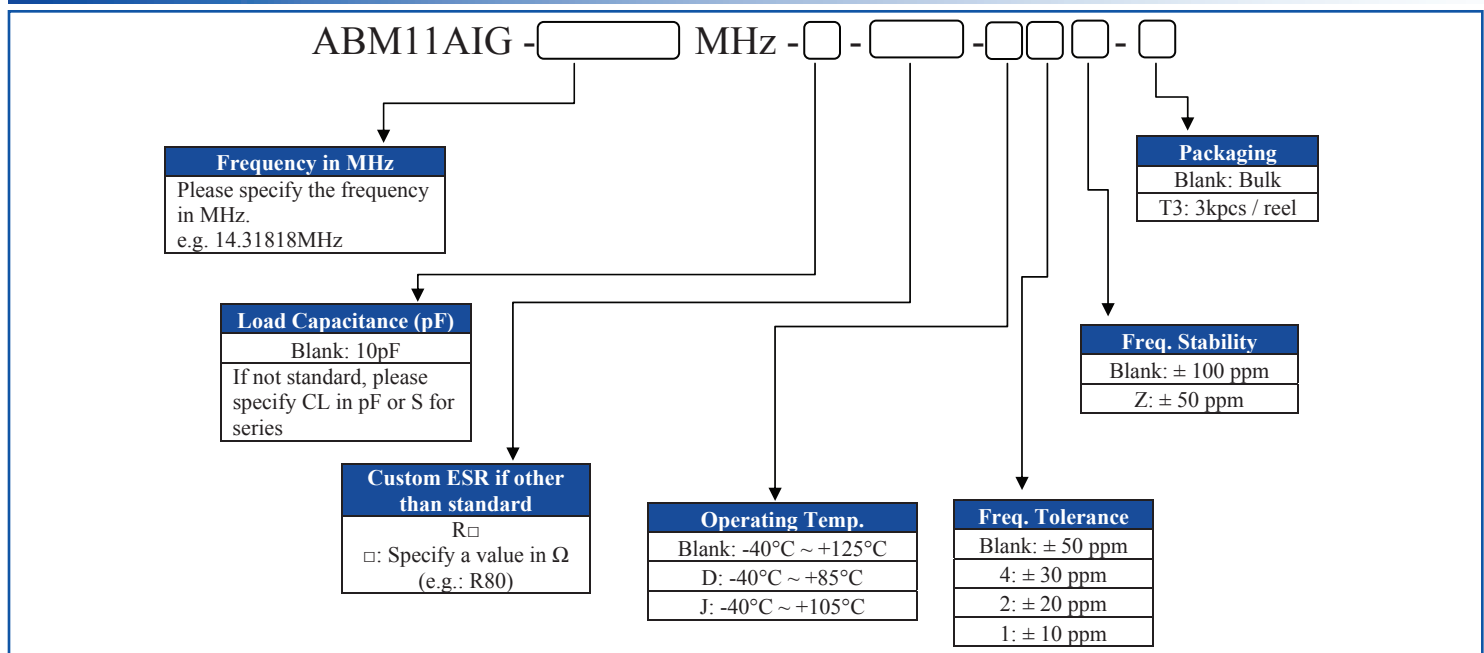 ABM11AIG - MHz - - - -
Frequency in MHz
Please specify the frequency
in MHz.
e.g. 14.31818MHz
Load Capacitance (pF)
Blank: 10pF
If not standard, please
specify CL in pF or S for
series
Custom ESR if other
than standard
R□
□: Specify a value in Ω
(e.g.: R80)
Operating Temp.
Blank: -40°C ~ +125°C
D: -40°C ~ +85°C
J: -40°C ~ +105°C
Freq. Tolerance
Blank: ± 50 ppm
4: ± 30 ppm
2: ± 20 ppm
1: ± 10 ppm
Freq. Stability
Blank: ± 100 ppm
Z: ± 50 ppm
Packaging
Blank: Bulk
T3: 3kpcs / reel